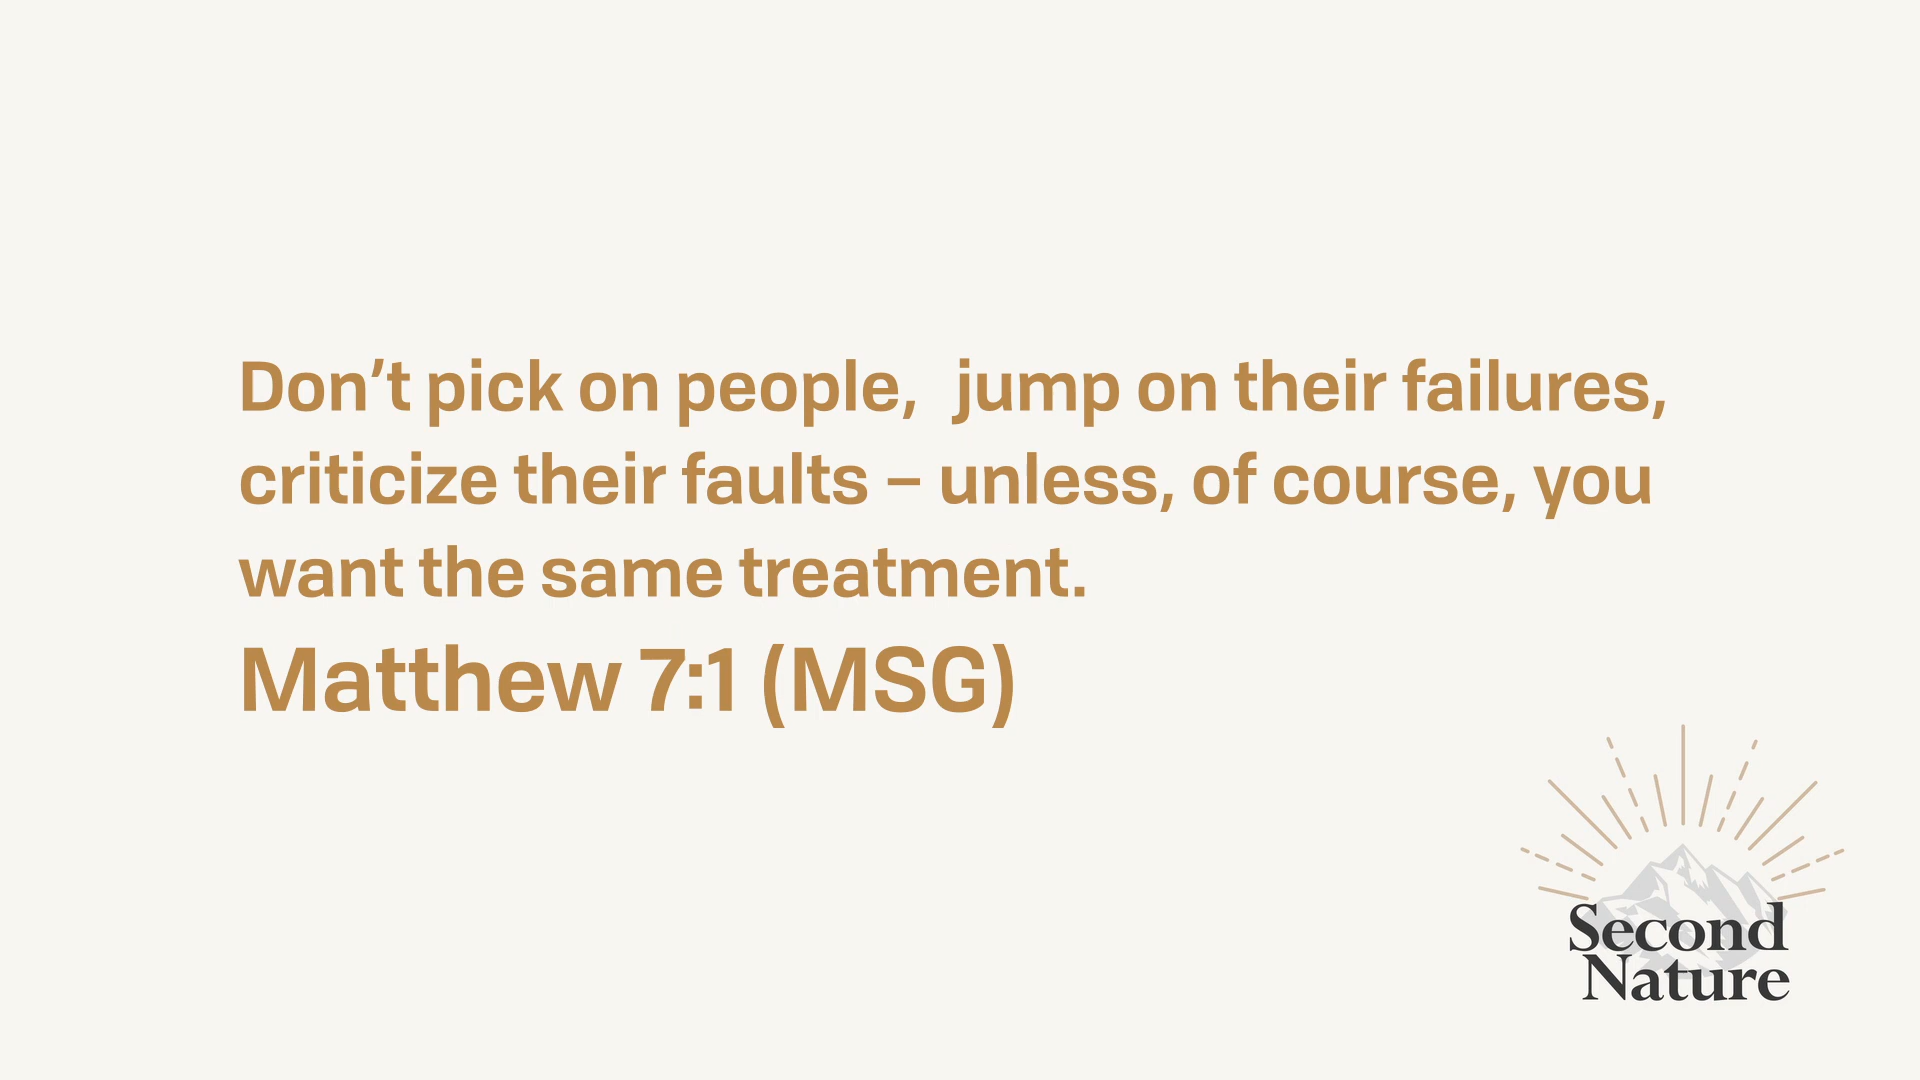 Don’t pick on people,  jump on their failures,
criticize their faults – unless, of course, you
want the same treatment.
Matthew 7:1 (MSG)
Second
Nature